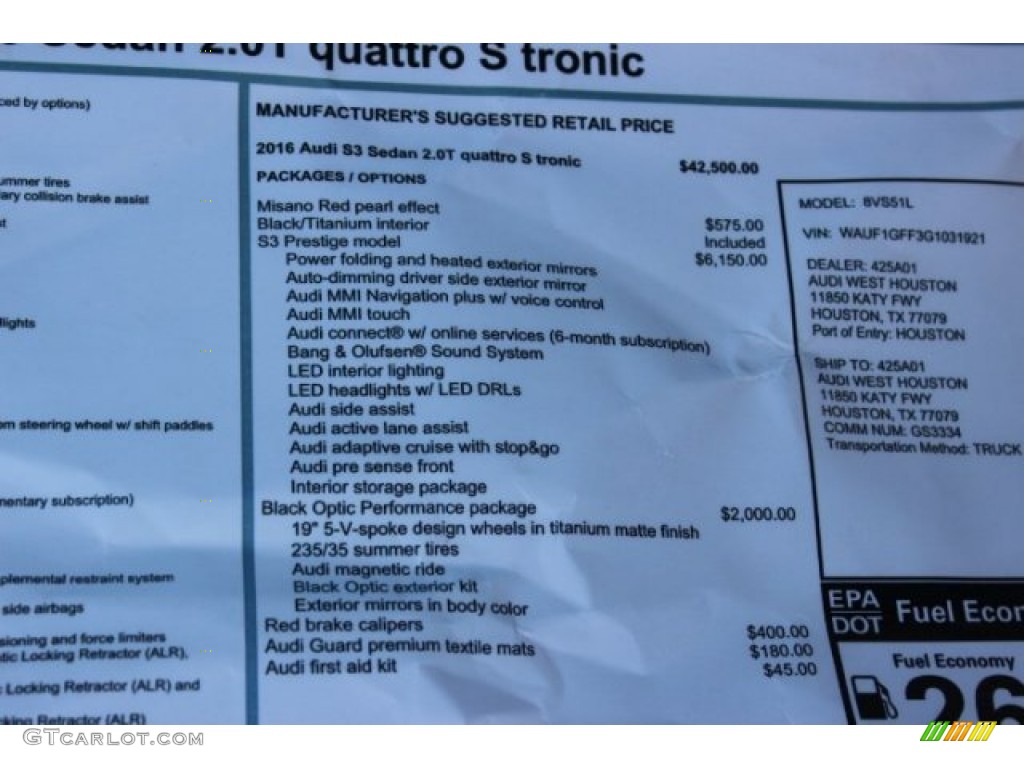 Sedan 2.0T quattro S tronic
ced by options)
ummer tires
ary collision brake assist
st
lights
om steering wheel w/ shift paddles
mentary subscription)
plemental restraint system
side airbags
sioning and force limiters
tic Locking Retractor (ALR),
Locking Retractor (ALR) and
king Retractor (ALR)
MANUFACTURER'S SUGGESTED RETAIL PRICE
2016 Audi S3 Sedan 2.0T quattro S tronic $42,500.00
PACKAGES / OPTIONS
Misano Red pearl effect $575.00
Black/Titanium interior Included
S3 Prestige model $6,150.00
Power folding and heated exterior mirrors
Auto-dimming driver side exterior mirror
Audi MMI Navigation plus w/ voice control
Audi MMI touch
Audi connect® w/ online services (6-month subscription)
Bang & Olufsen® Sound System
LED interior lighting
LED headlights w/ LED DRLs
Audi side assist
Audi active lane assist
Audi adaptive cruise with stop&go
Audi pre sense front
Interior storage package
Black Optic Performance package $2,000.00
19" 5-V-spoke design wheels in titanium matte finish
235/35 summer tires
Audi magnetic ride
Black Optic exterior kit
Exterior mirrors in body color
Red brake calipers $400.00
Audi Guard premium textile mats $180.00
Audi first aid kit $45.00
MODEL: 8VS51L
VIN: WAUF1GFF3G1031921
DEALER: 425A01
AUDI WEST HOUSTON
11850 KATY FWY
HOUSTON, TX 77079
Port of Entry: HOUSTON
SHIP TO: 425A01
AUDI WEST HOUSTON
11850 KATY FWY
HOUSTON, TX 77079
COMM NUM: GS3334
Transportation Method: TRUCK
EPA
DOT
Fuel Econ
Fuel Economy
26
GTcarlot.com